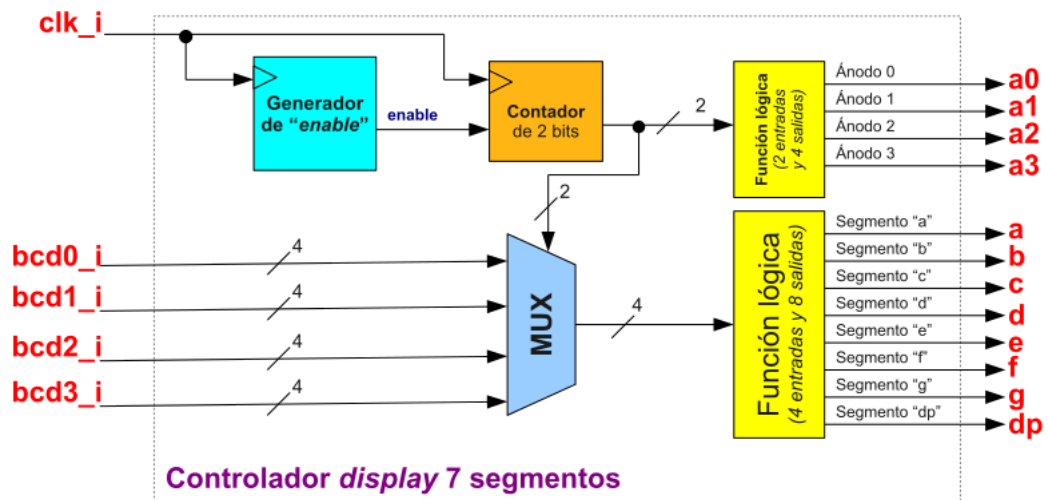 clk_i
Generador
de “enable”
enable
Contador
de 2 bits
2
Función lógica
(2 entradas
y 4 salidas)
Ánodo 0
a0
Ánodo 1
a1
Ánodo 2
a2
Ánodo 3
a3
2
bcd0_i
4
bcd1_i
4
bcd2_i
4
bcd3_i
4
MUX
4
Función lógica
(4 entradas y 8 salidas)
Segmento “a”
a
Segmento “b”
b
Segmento “c”
c
Segmento “d”
d
Segmento “e”
e
Segmento “f”
f
Segmento “g”
g
Segmento “dp”
dp
Controlador display 7 segmentos